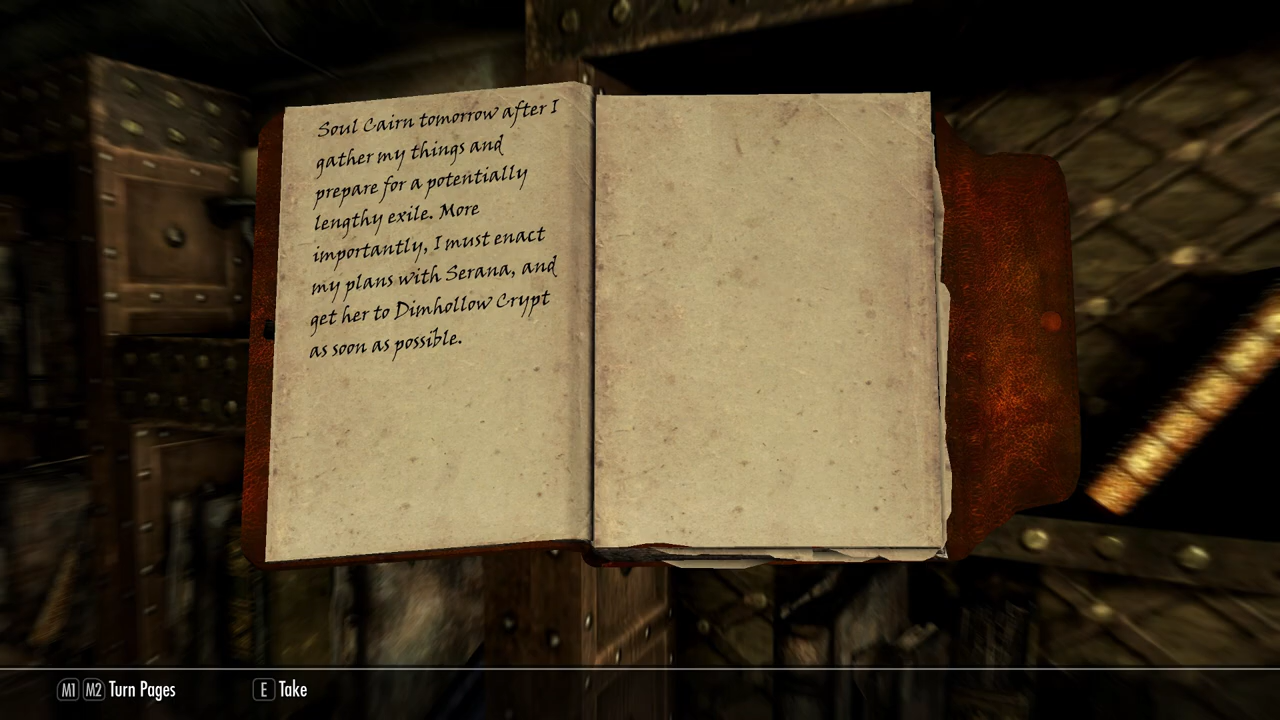 Soul Cairn tomorrow after I
gather my things and
prepare for a potentially
lengthy exile. More
importantly, I must enact
my plans with Serana, and
get her to Dimhollow Crypt
as soon as possible.
M1 M2 Turn Pages
E Take